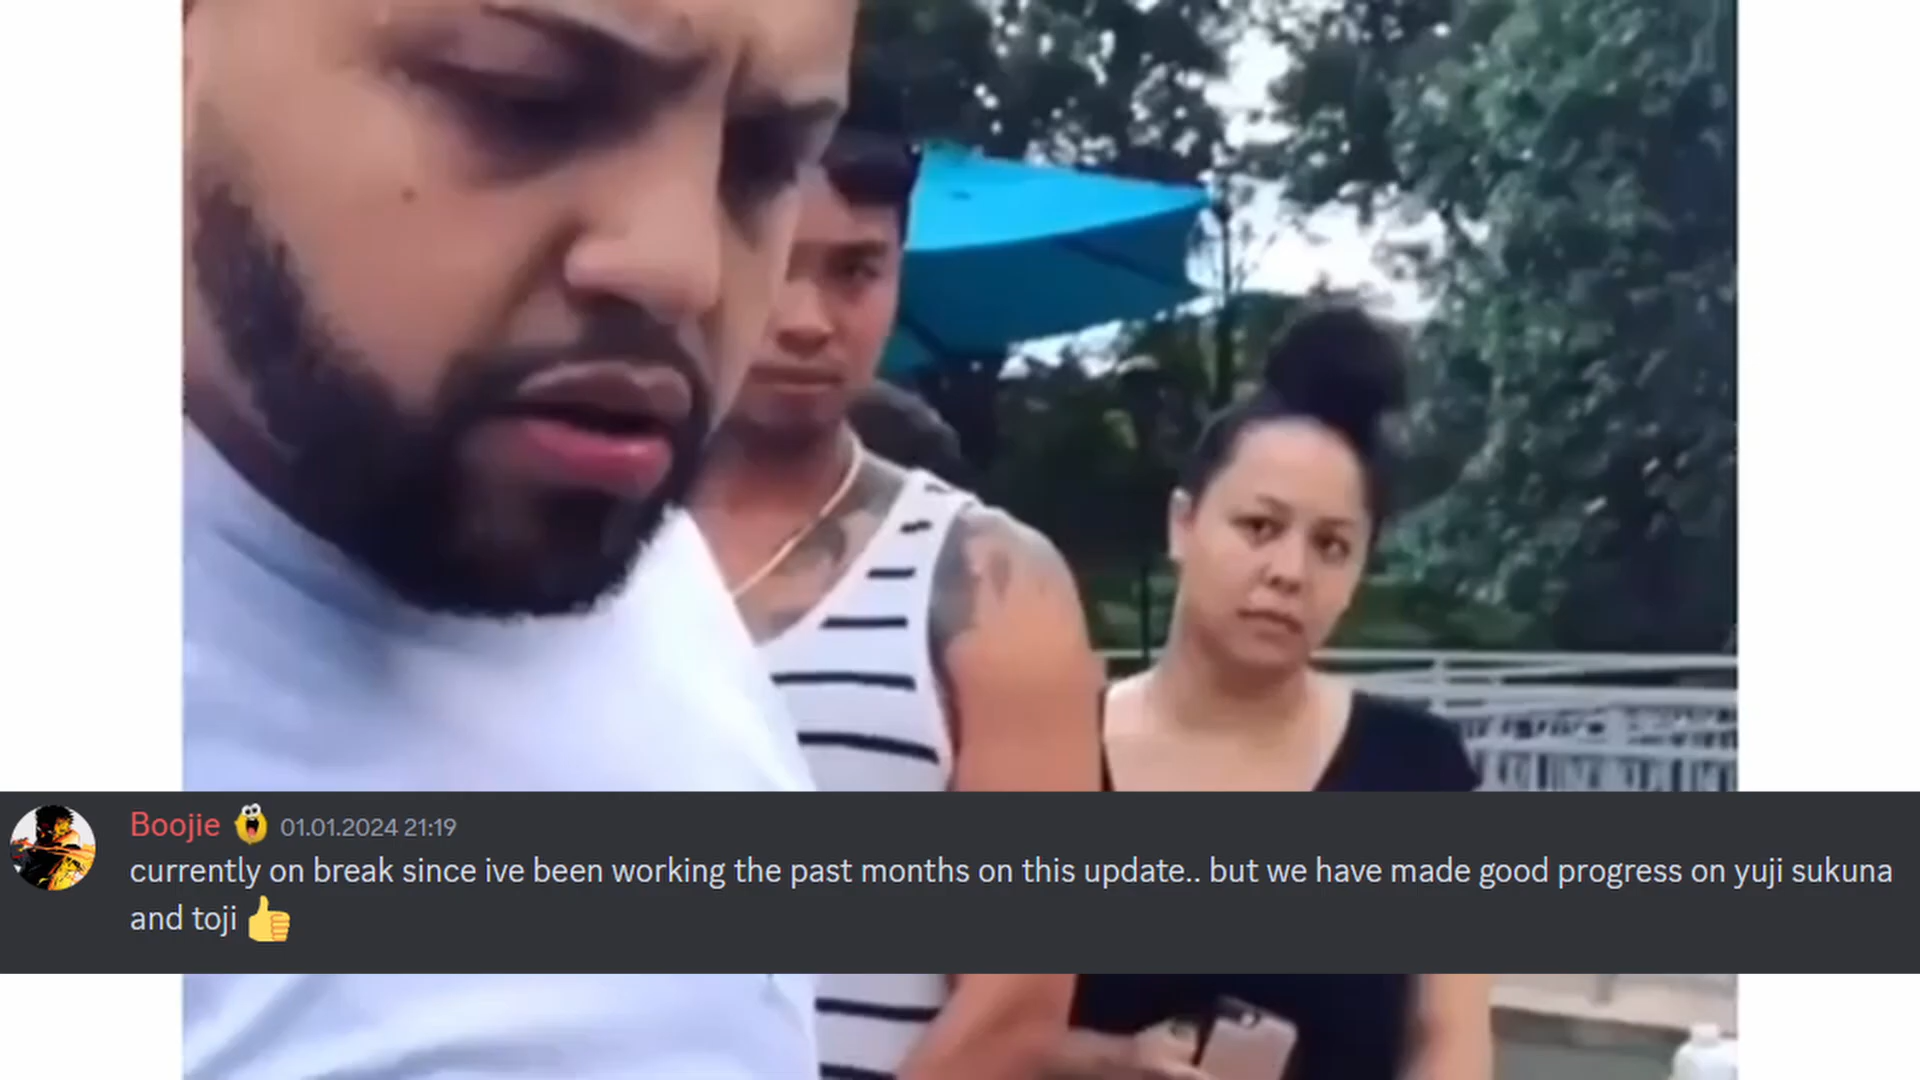 Boojie 01.01.2024 21:19
currently on break since ive been working the past months on this update.. but we have made good progress on yuji sukuna
and toji